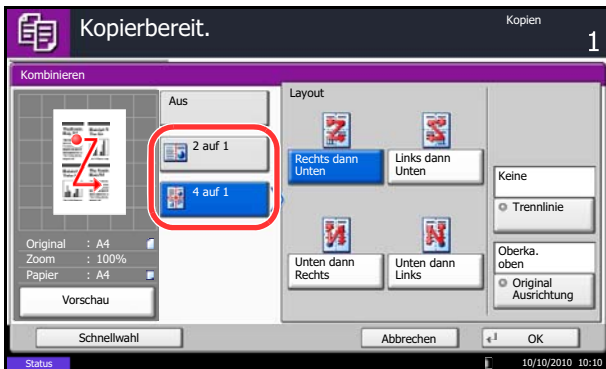 Kopierbereit.
Kopien
1
Kombinieren
Aus
2 auf 1
4 auf 1
Original : A4
Zoom : 100%
Papier : A4
Vorschau
Layout
Rechts dann
Unten
Links dann
Unten
Unten dann
Rechts
Unten dann
Links
Keine
Trennlinie
Oberka.
oben
Original
Ausrichtung
Schnellwahl
Abbrechen
OK
Status
10/10/2010 10:10